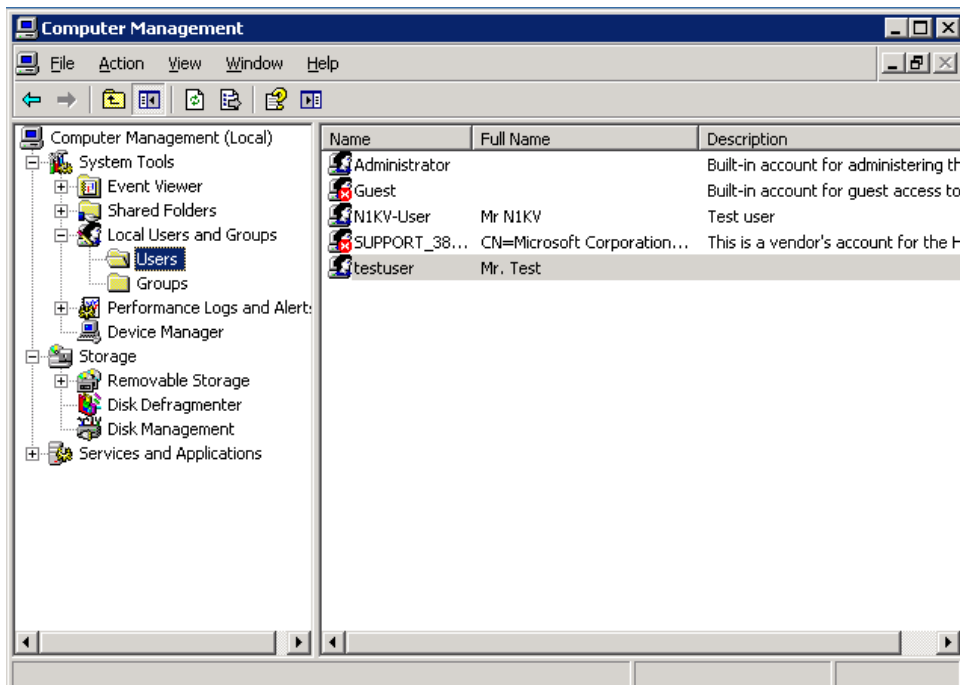 Computer Management
File Action View Window Help
Computer Management (Local)
System Tools
Event Viewer
Shared Folders
Local Users and Groups
Users
Groups
Performance Logs and Alert
Device Manager
Storage
Removable Storage
Disk Defragmenter
Disk Management
Services and Applications
Name Full Name Description
Administrator Built-in account for administering th
Guest Built-in account for guest access to
N1KV-User Mr N1KV Test user
SUPPORT_38... CN=Microsoft Corporation... This is a vendor's account for the H
testuser Mr. Test